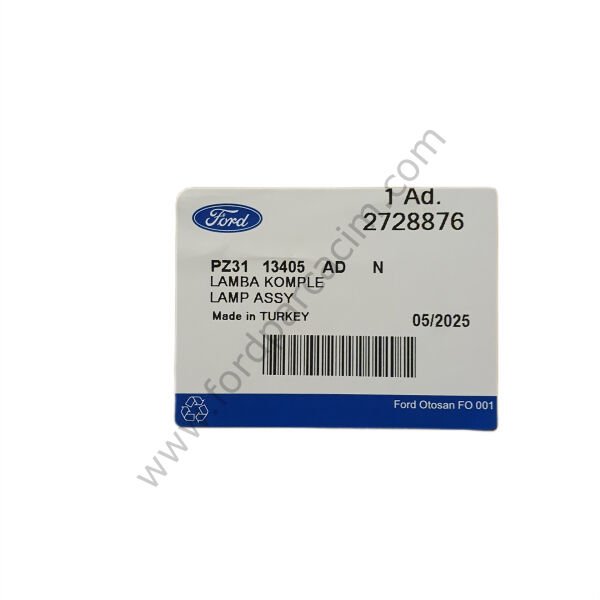 1 Ad.
Ford
2728876
PZ31 13405 AD N
LAMBA KOMPLE
LAMP ASSY
Made in TURKEY
05/2025
Ford Otosan FO 001
www.fordparcacim.com